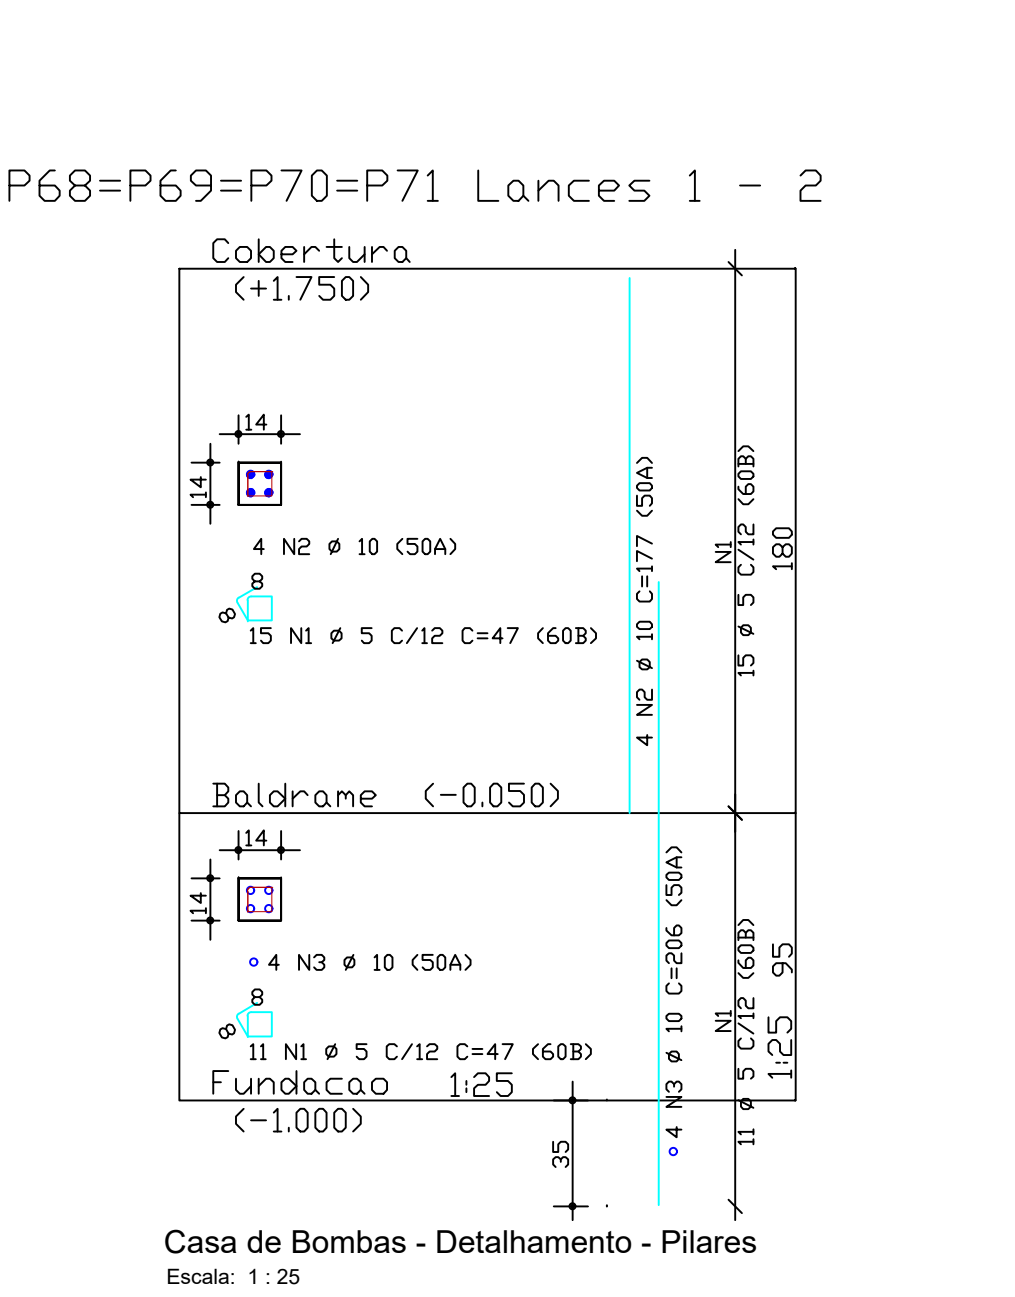 P68=P69=P70=P71 Lances 1 - 2
Cobertura
(+1.750)
14
14
4 N2 ø 10 (50A)
8
8
15 N1 ø 5 C/12 C=47 (60B)
4 N2 ø 10 C=177 (50A)
N1
15 ø 5 C/12 (60B)
180
Baldrame (-0.050)
14
14
4 N3 ø 10 (50A)
8
8
11 N1 ø 5 C/12 C=47 (60B)
4 N3 ø 10 C=206 (50A)
N1
11 ø 5 C/12 (60B)
1:25 95
Fundacao 1:25
(-1.000)
35
Casa de Bombas - Detalhamento - Pilares
Escala: 1 : 25